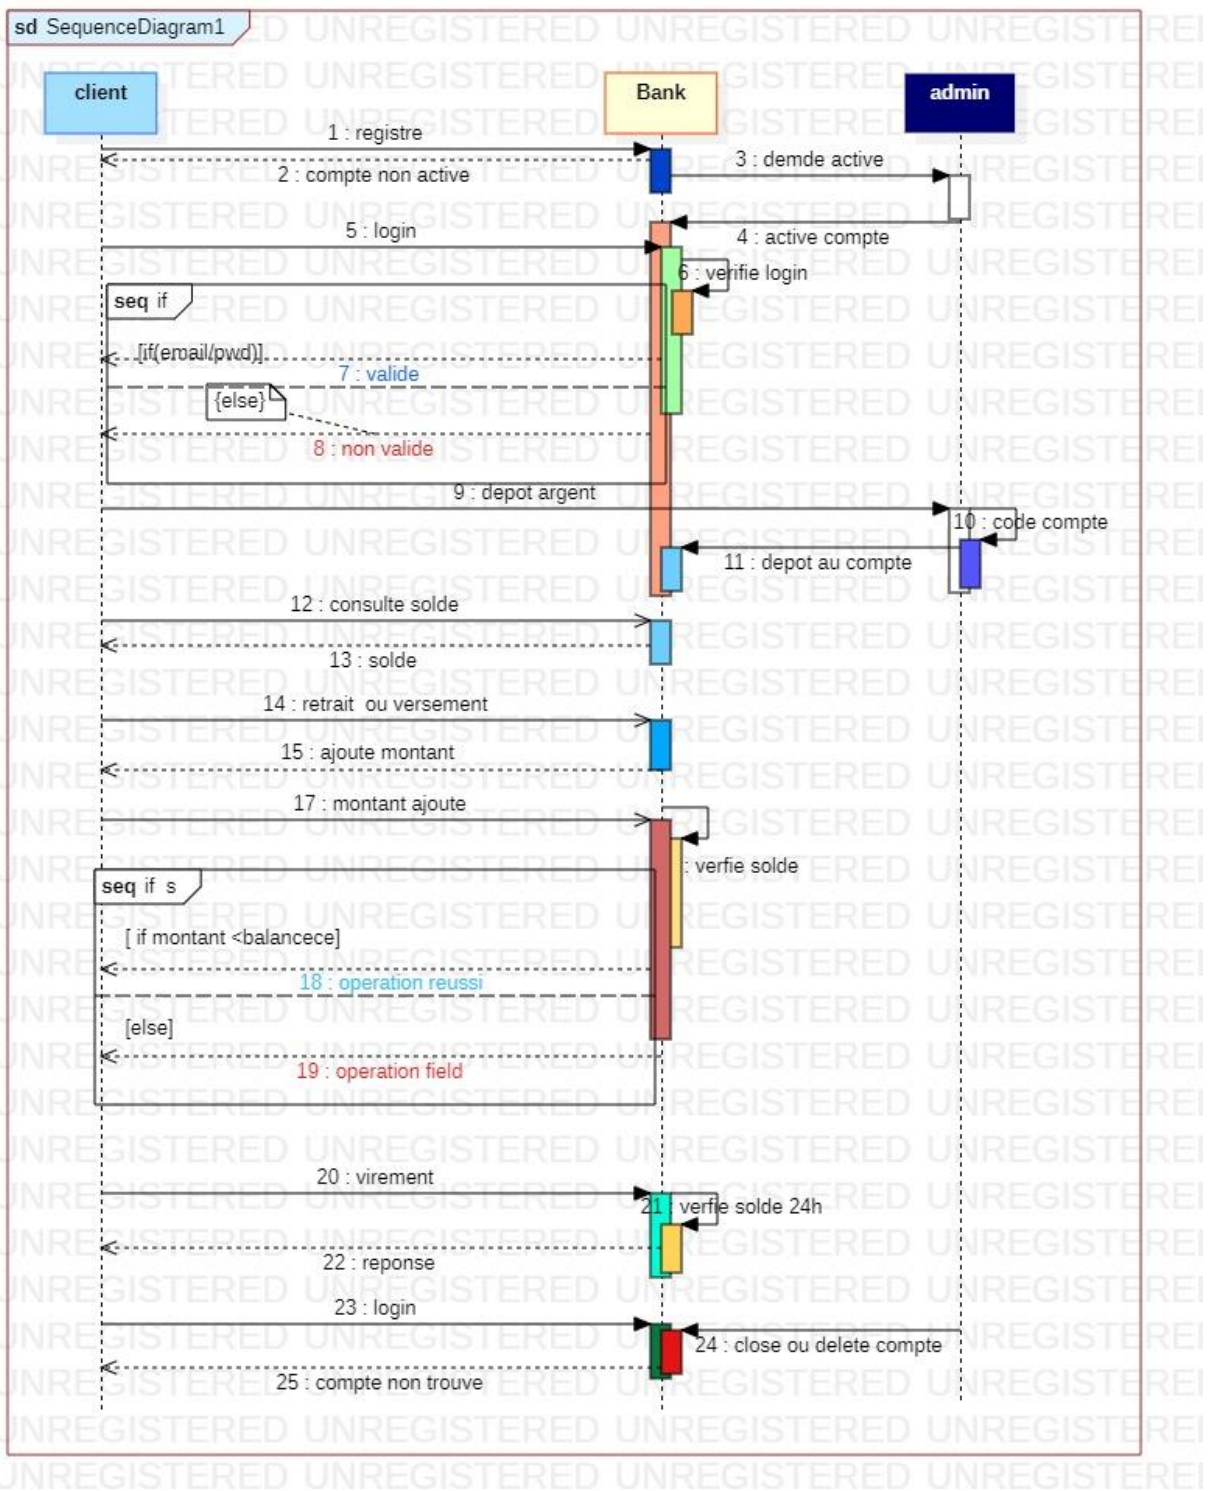 sd SequenceDiagram1
client
Bank
admin
1 : registre
2 : compte non active
3 : demde active
4 : active compte
5 : login
6 : verifie login
seq if
[if(email/pwd)]
7 : valide
{else}
8 : non valide
9 : depot argent
10 : code compte
11 : depot au compte
12 : consulte solde
13 : solde
14 : retrait ou versement
15 : ajoute montant
17 : montant ajoute
: verfie solde
seq if s
[ if montant <balancece]
18 : operation reussi
[else]
19 : operation field
20 : virement
21 : verfie solde 24h
22 : reponse
23 : login
24 : close ou delete compte
25 : compte non trouve
UNREGISTERED